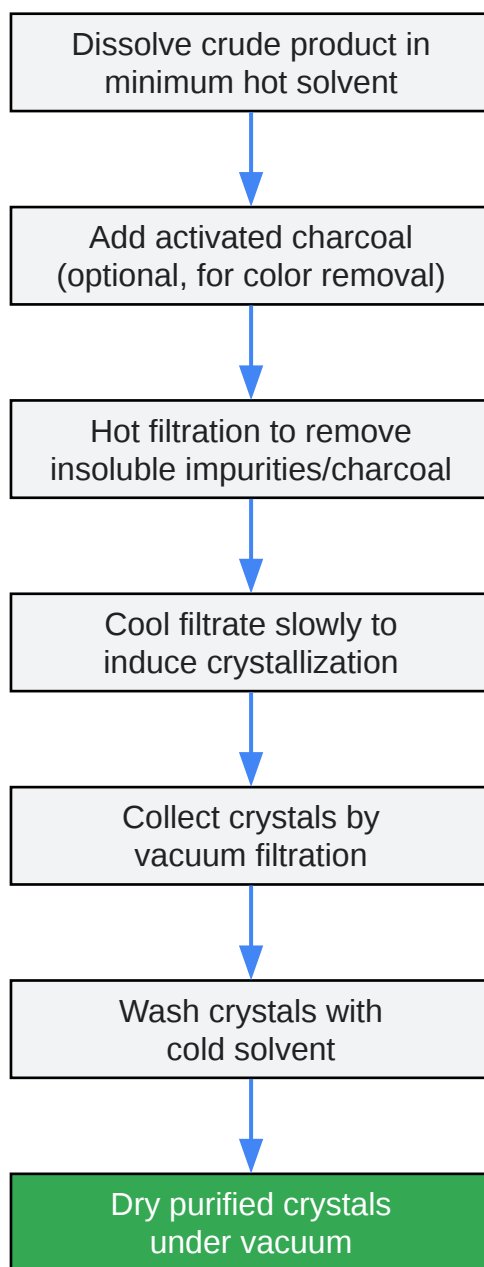 Dissolve crude product in
minimum hot solvent
Add activated charcoal
(optional, for color removal)
Hot filtration to remove
insoluble impurities/charcoal
Cool filtrate slowly to
induce crystallization
Collect crystals by
vacuum filtration
Wash crystals with
cold solvent
Dry purified crystals
under vacuum